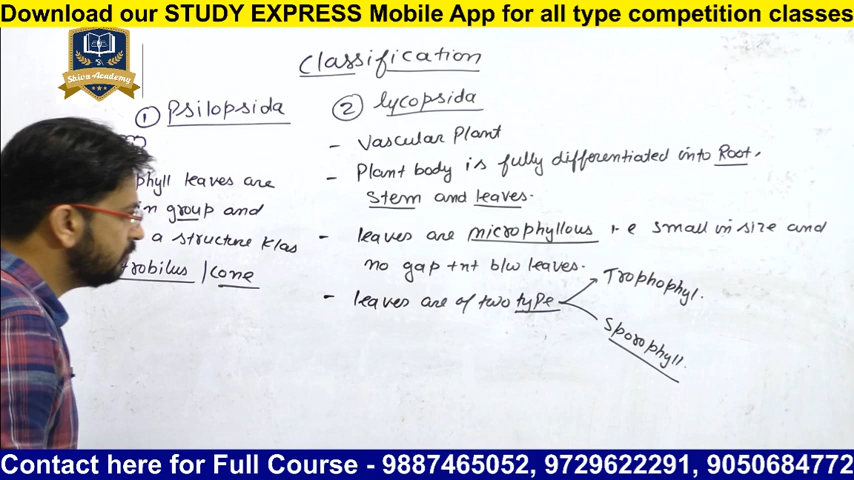 Download our STUDY EXPRESS Mobile App for all type competition classes
Shiva Academy
Classification
① Psilopsida
phyll leaves are
in group and
a structure klas
trobilus / cone
② lycopsida
- Vascular Plant
- Plant body is fully differentiated into Root,
Stem and leaves.
- leaves are microphyllous i.e small in size and
no gap +nt b/w leaves.
- leaves are of two type
Trophophyl.
Sporophyll.
Contact here for Full Course - 9887465052, 9729622291, 9050684772